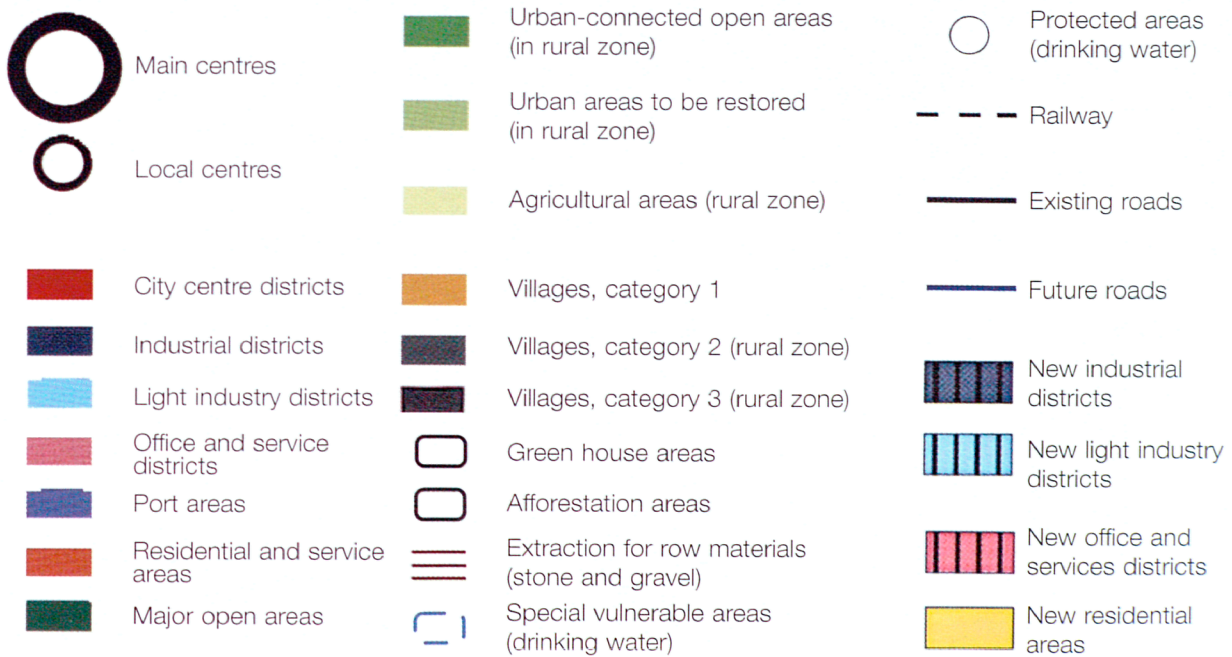 Main centres
Local centres
City centre districts
Industrial districts
Light industry districts
Office and service
districts
Port areas
Residential and service
areas
Major open areas
Urban-connected open areas
(in rural zone)
Urban areas to be restored
(in rural zone)
Agricultural areas (rural zone)
Villages, category 1
Villages, category 2 (rural zone)
Villages, category 3 (rural zone)
Green house areas
Afforestation areas
Extraction for row materials
(stone and gravel)
Special vulnerable areas
(drinking water)
Protected areas
(drinking water)
Railway
Existing roads
Future roads
New industrial
districts
New light industry
districts
New office and
services districts
New residential
areas